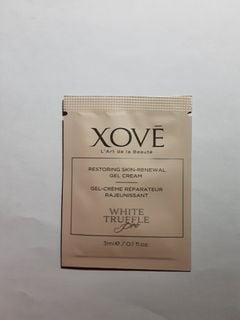 XOVĒ
L'Art de la Beauté
RESTORING SKIN-RENEWAL
GEL CREAM
GEL-CRÈME RÉPARATEUR
RAJEUNISSANT
WHITE
TRUFFLE
Pro
3ml℮/0.1 fl.oz.